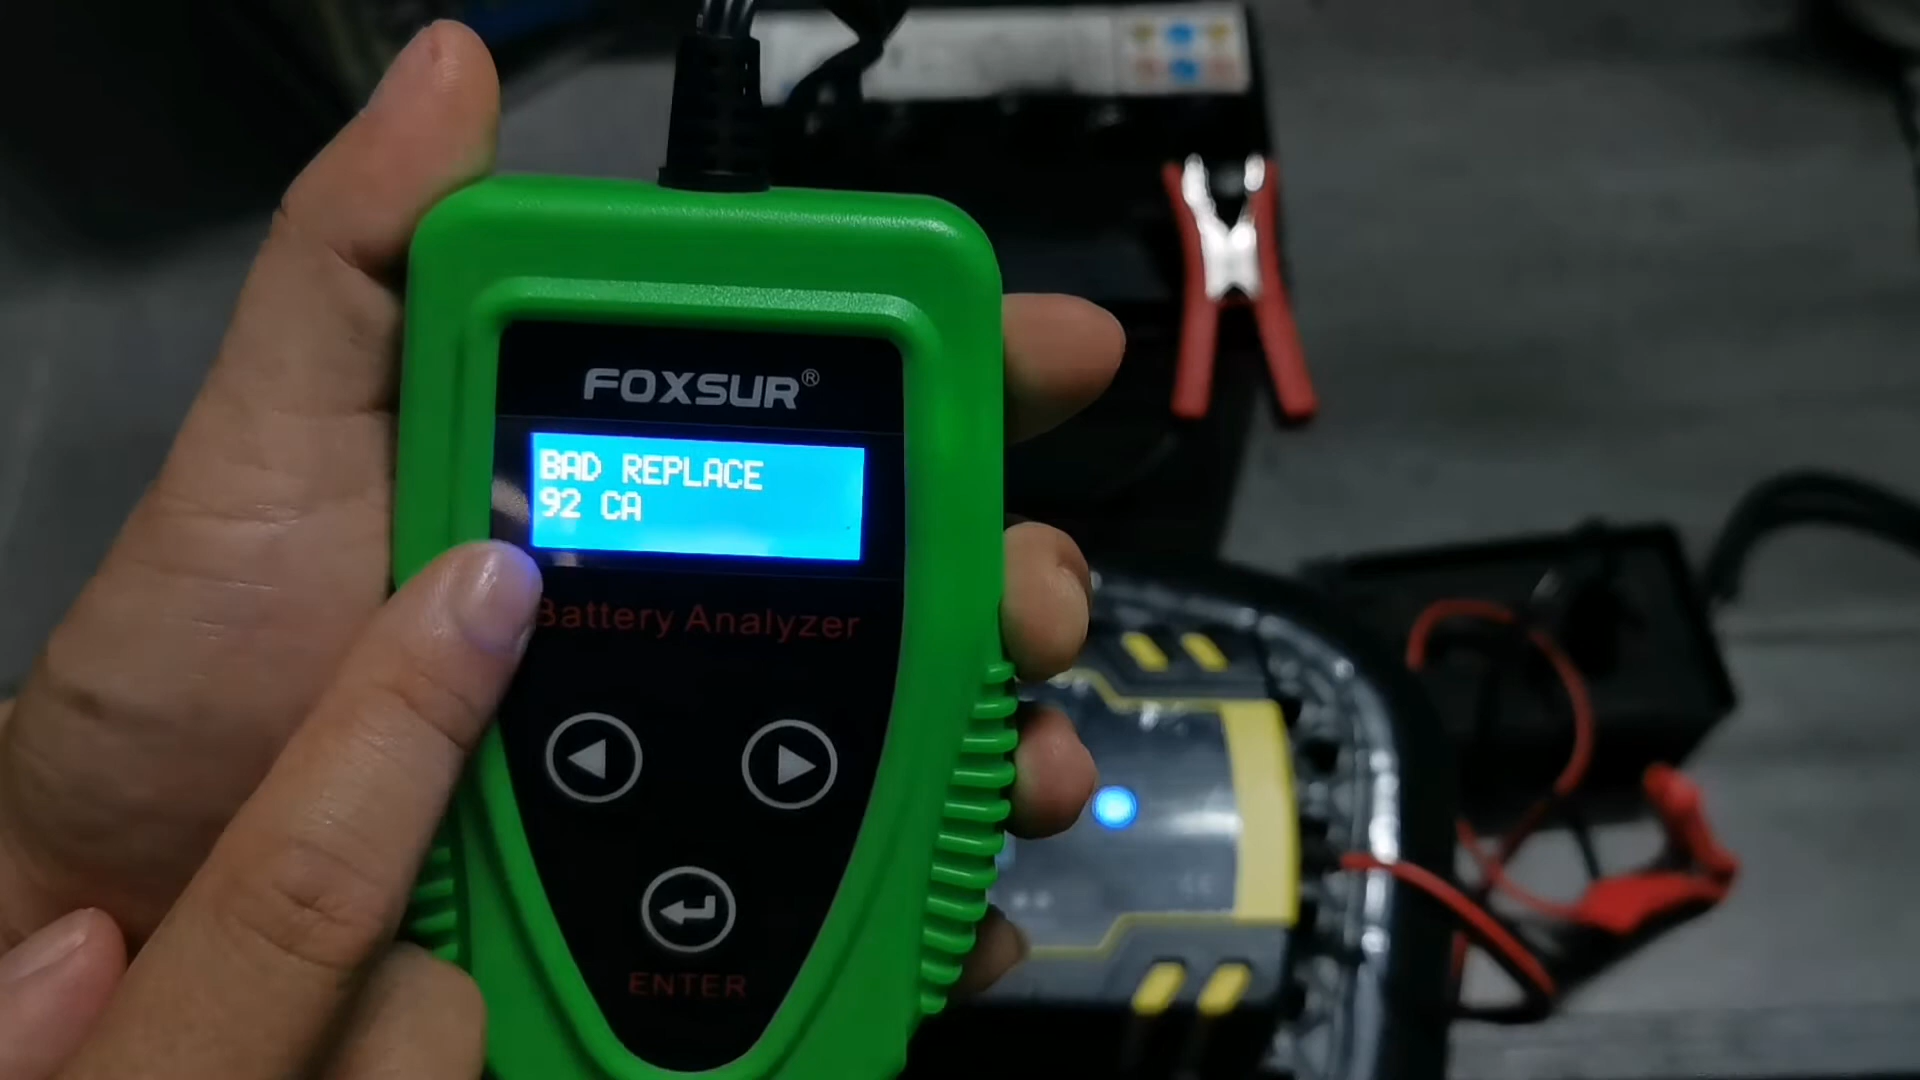 FOXSUR®
BAD REPLACE
92 CA
Battery Analyzer
ENTER